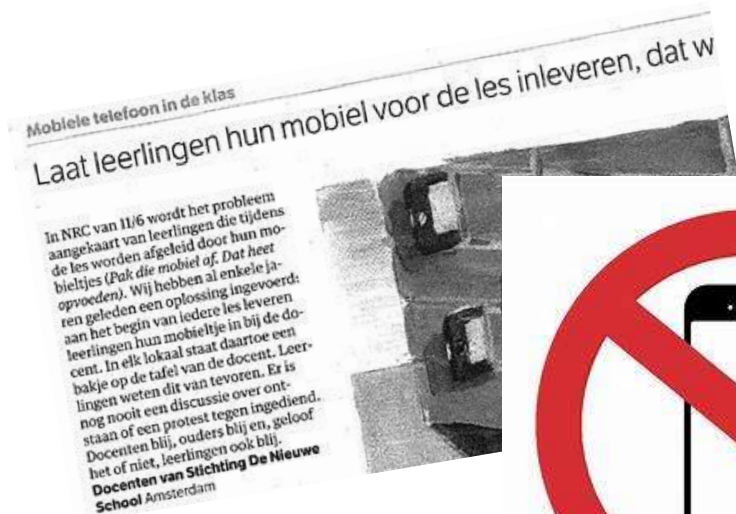 Mobiele telefoon in de klas
Laat leerlingen hun mobiel voor de les inleveren, dat w
In NRC van 11/6 wordt het probleem
aangekaart van leerlingen die tijdens
de les worden afgeleid door hun mo-
bieltjes (Pak die mobiel af. Dat heet
opvoeden). Wij hebben al enkele ja-
ren geleden een oplossing ingevoerd:
aan het begin van iedere les leveren
leerlingen hun mobieltje in bij de do-
cent. In elk lokaal staat daartoe een
bakje op de tafel van de docent. Leer-
lingen weten dit van tevoren. Er is
nog nooit een discussie over ont-
staan of een protest tegen ingediend.
Docenten blij, ouders blij en, geloof
het of niet, leerlingen ook blij.
Docenten van Stichting De Nieuwe
School Amsterdam